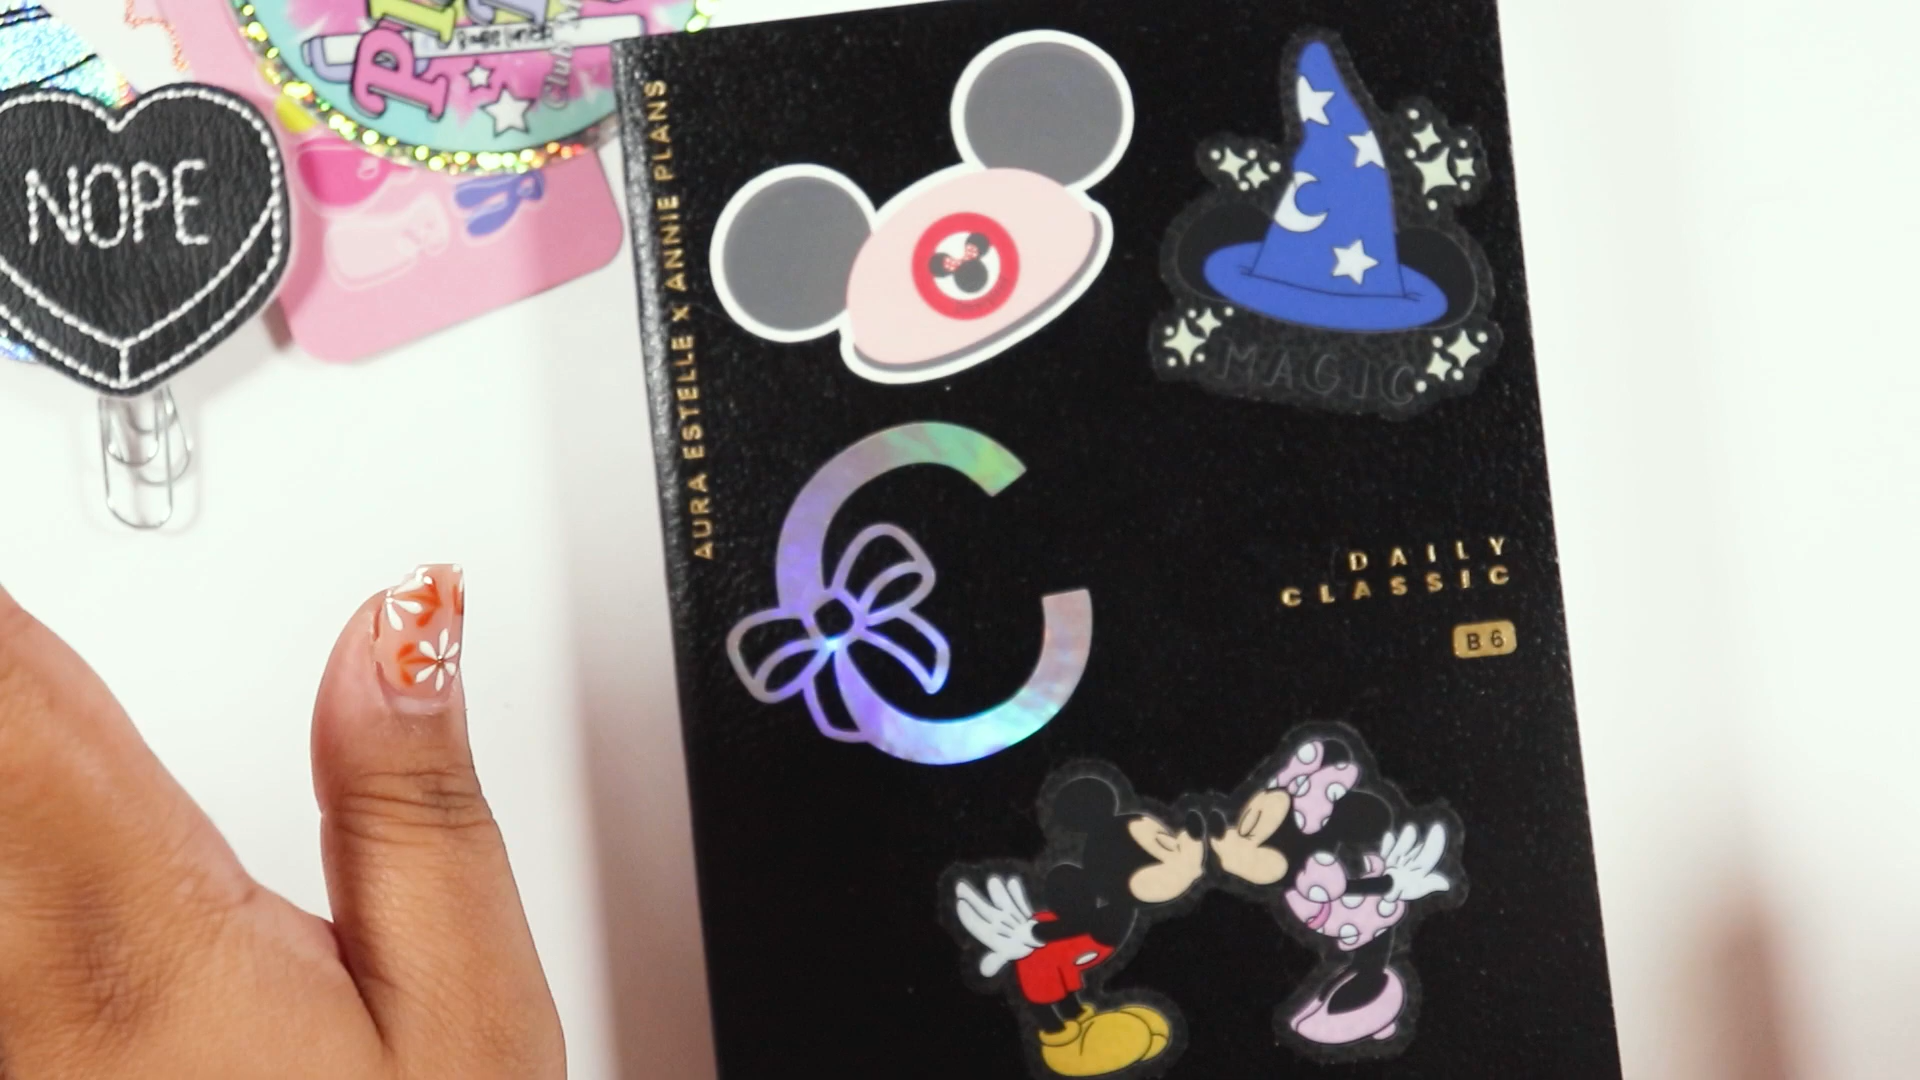 NOPE
AURA ESTELLE X ANNIE PLANS
MAGIC
C
DAILY
CLASSIC
B6